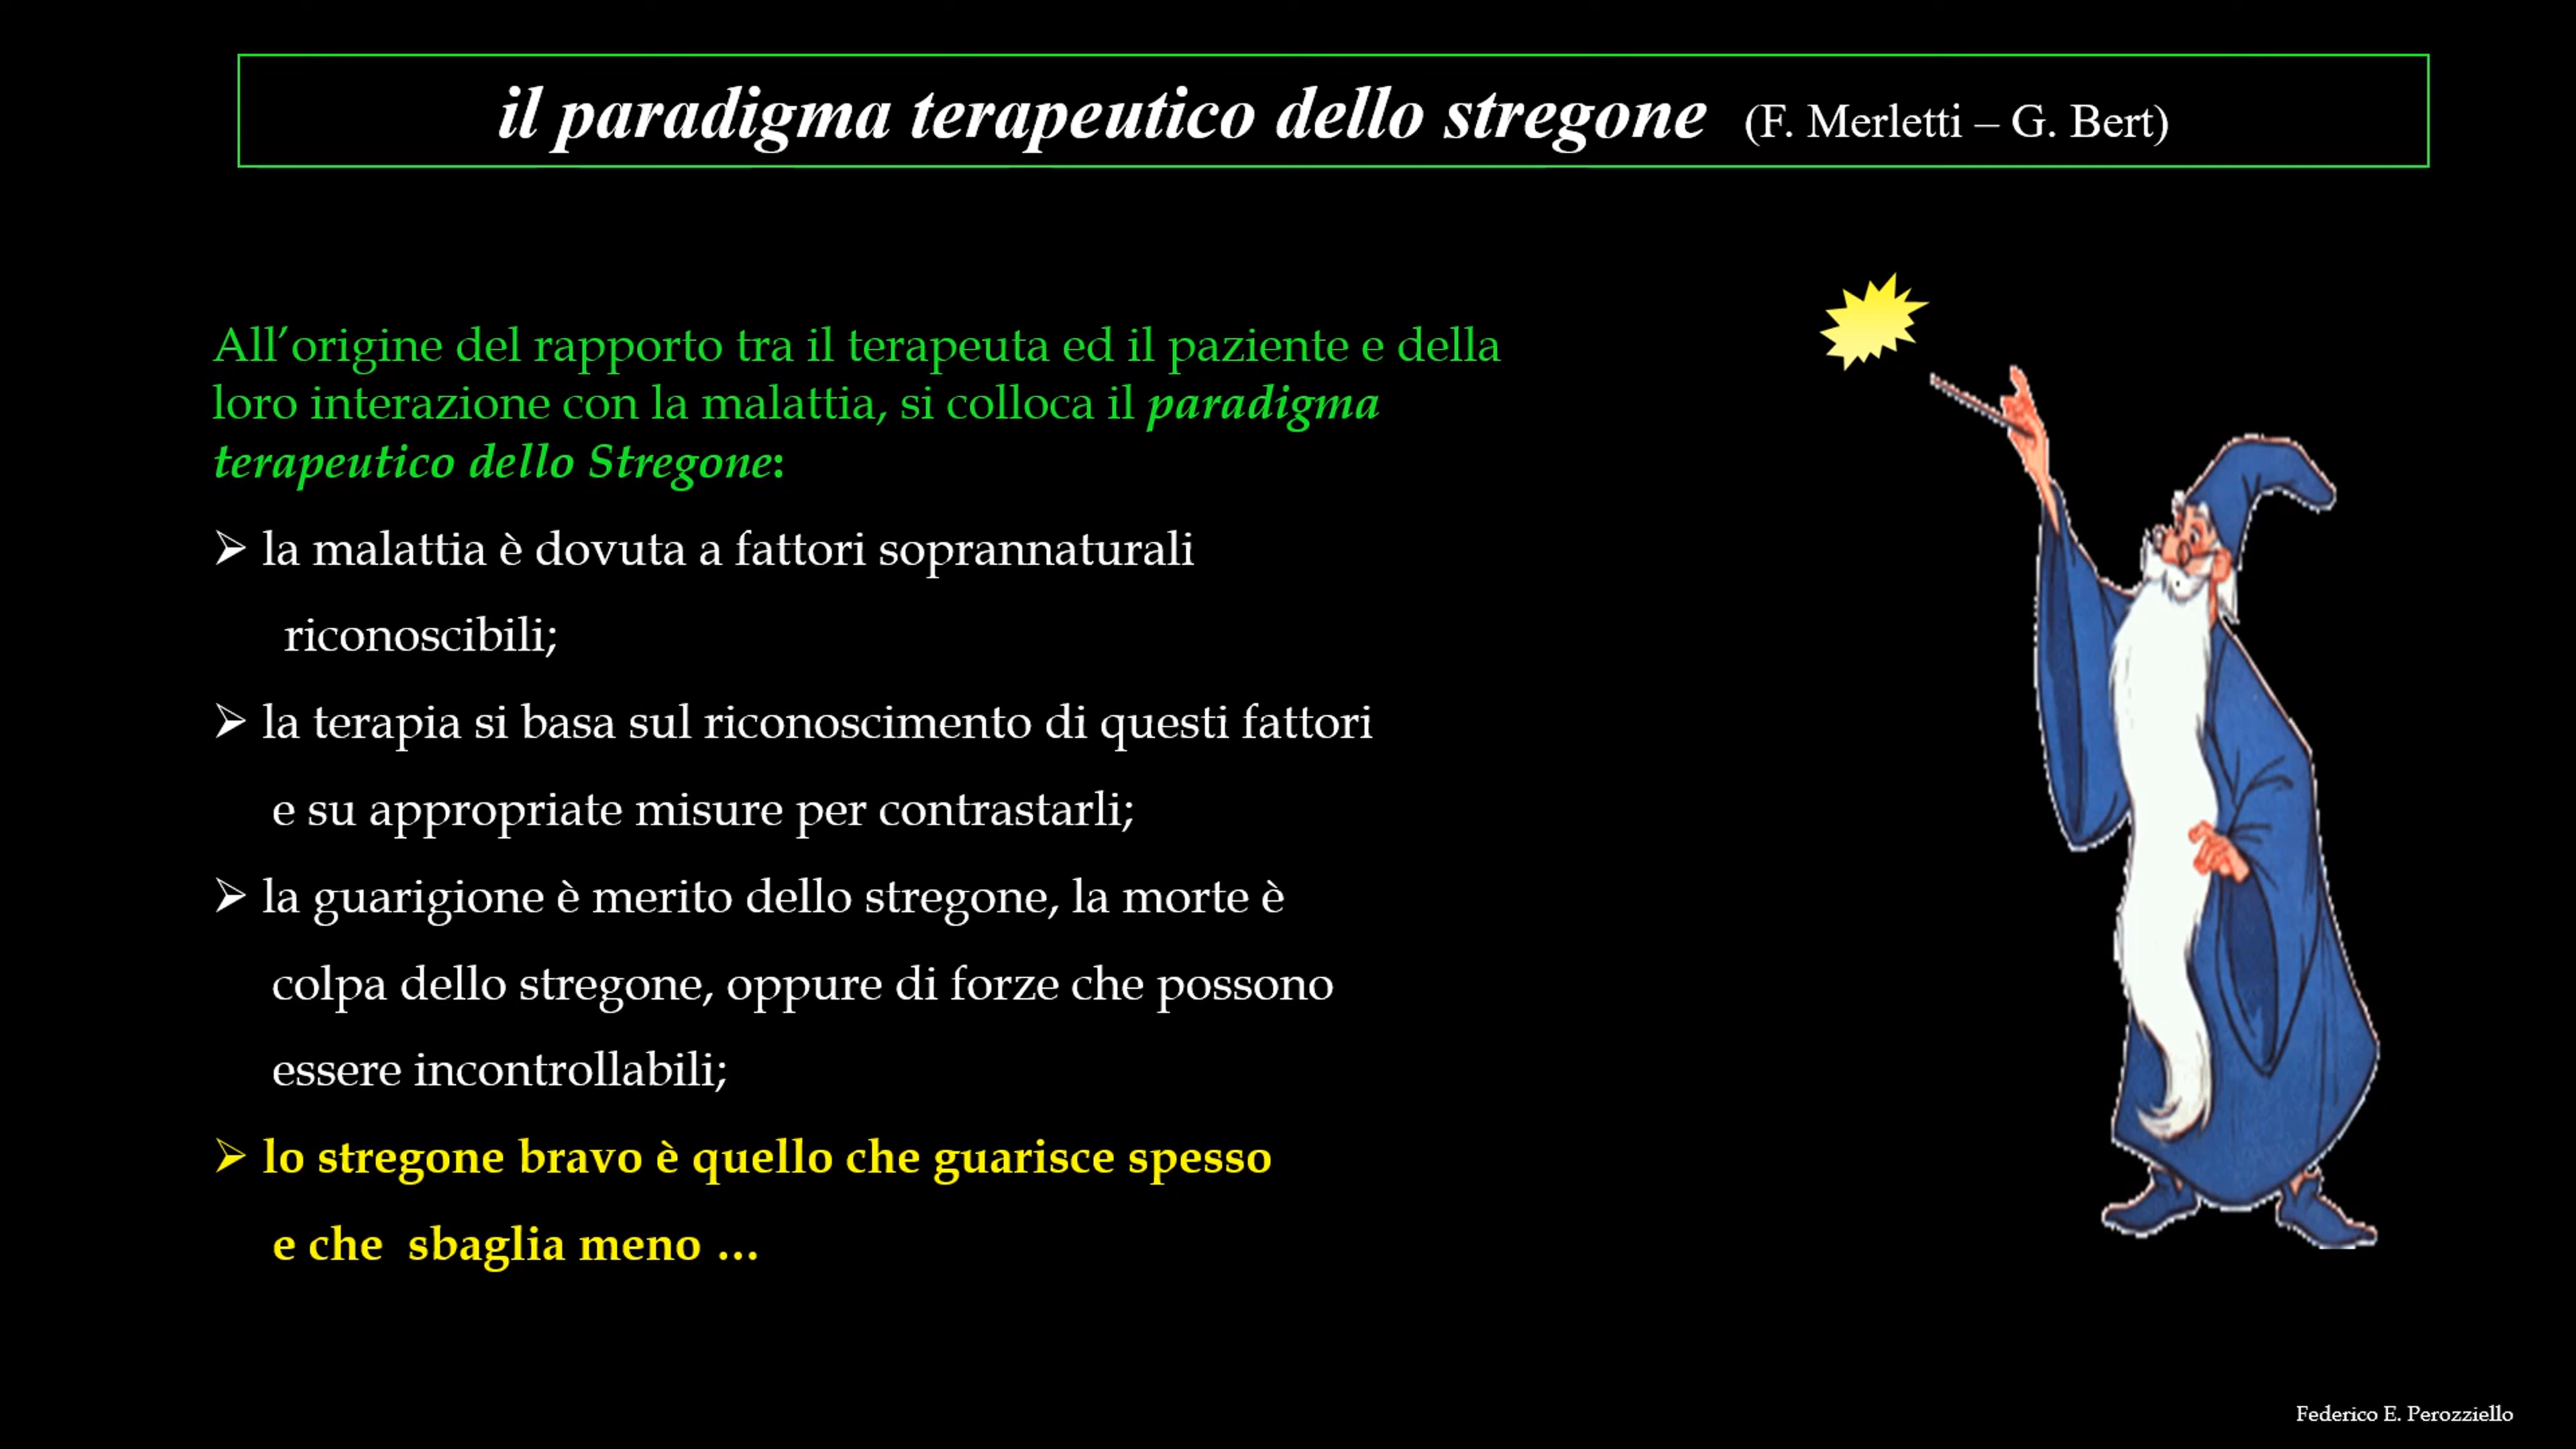 il paradigma terapeutico dello stregone (F. Merletti – G. Bert)
All’origine del rapporto tra il terapeuta ed il paziente e della
loro interazione con la malattia, si colloca il paradigma
terapeutico dello Stregone:
➢ la malattia è dovuta a fattori soprannaturali
riconoscibili;
➢ la terapia si basa sul riconoscimento di questi fattori
e su appropriate misure per contrastarli;
➢ la guarigione è merito dello stregone, la morte è
colpa dello stregone, oppure di forze che possono
essere incontrollabili;
➢ lo stregone bravo è quello che guarisce spesso
e che sbaglia meno …
Federico E. Perozziello